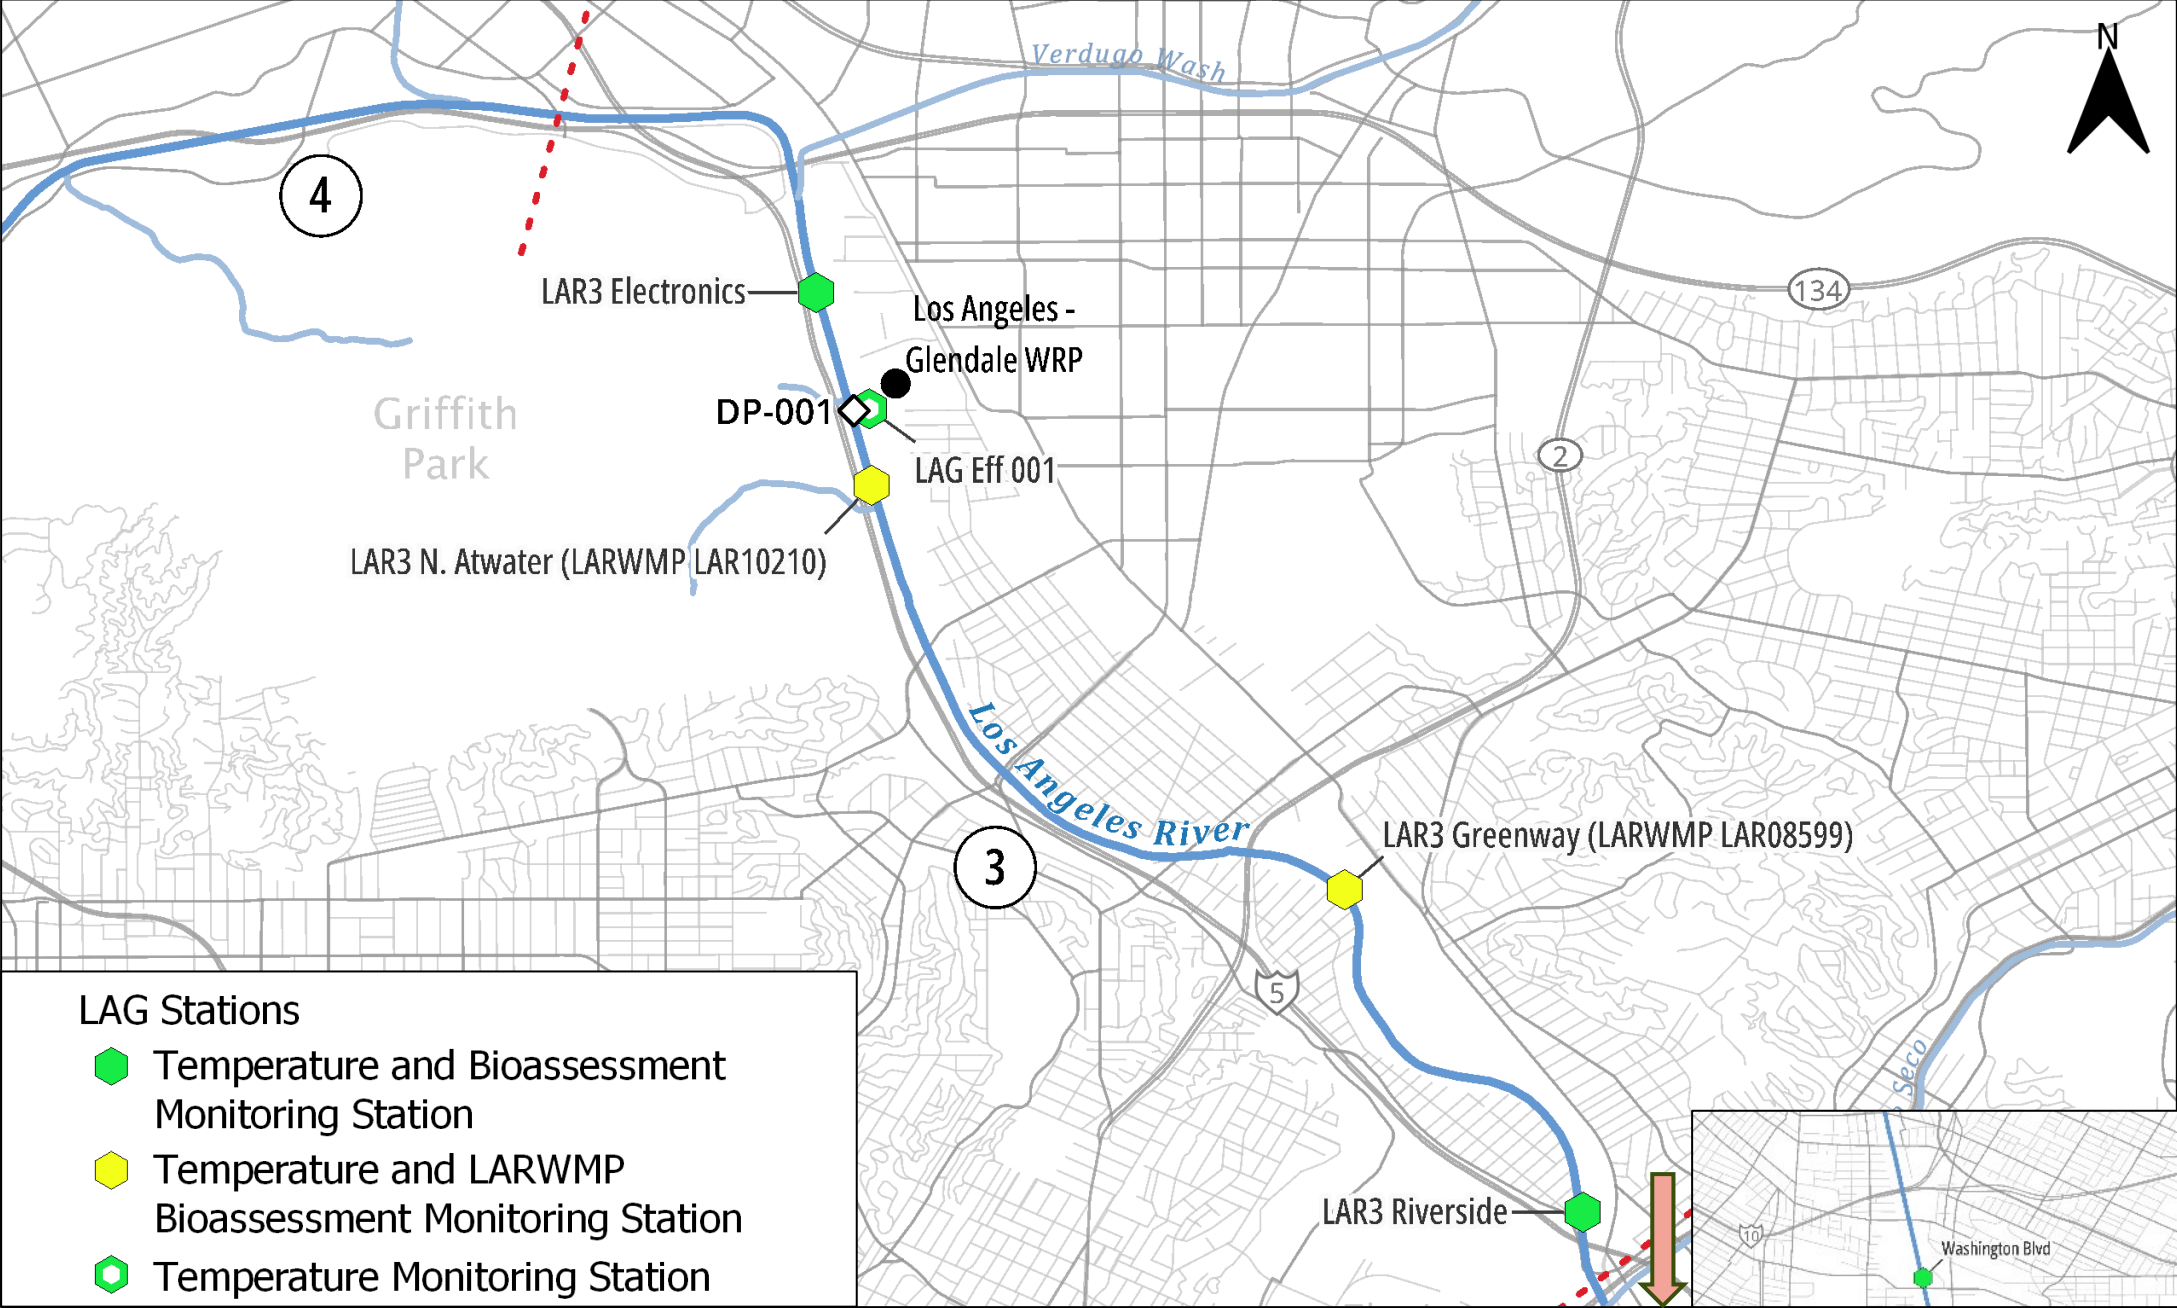 Verdugo Wash
N
4
134
LAR3 Electronics
Los Angeles -
Glendale WRP
DP-001
Griffith
Park
2
LAG Eff 001
LAR3 N. Atwater (LARWMP LAR10210)
Los Angeles River
LAR3 Greenway (LARWMP LAR08599)
3
5
Seco
LAR3 Riverside
10
Washington Blvd
LAG Stations
Temperature and Bioassessment
Monitoring Station
Temperature and LARWMP
Bioassessment Monitoring Station
Temperature Monitoring Station